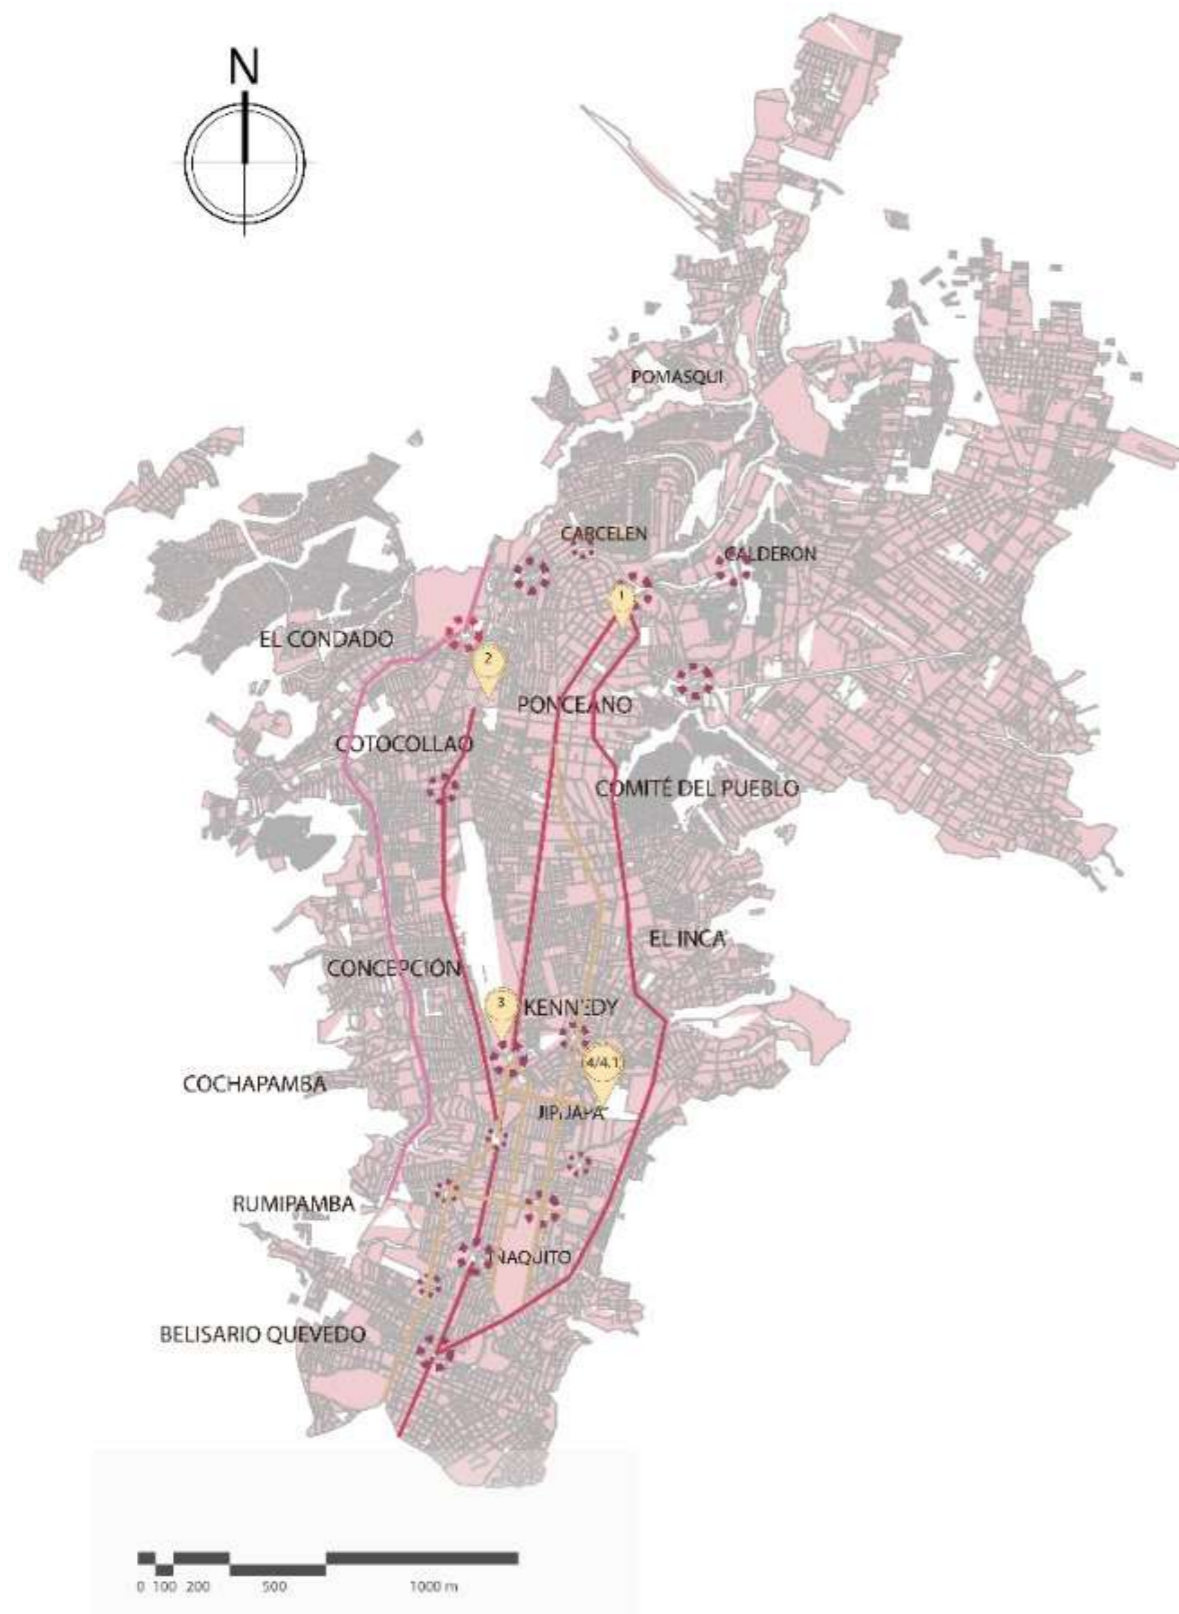 N
POMASQUI
CARCELEN
CALDERON
1
EL CONDADO
2
PONCEANO
COTOCOLLAO
COMITÉ DEL PUEBLO
EL INCA
CONCEPCIÓN
3
KENNEDY
4/4.1
COCHAPAMBA
JIPIJAPA
RUMIPAMBA
INAQUITO
BELISARIO QUEVEDO
0 100 200 500 1000 m